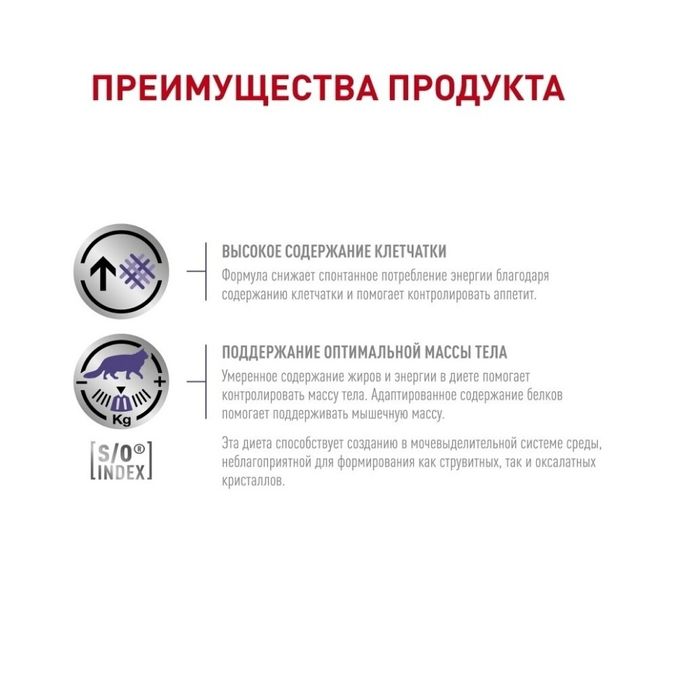 ПРЕИМУЩЕСТВА ПРОДУКТА
ВЫСОКОЕ СОДЕРЖАНИЕ КЛЕТЧАТКИ
Формула снижает спонтанное потребление энергии благодаря
содержанию клетчатки и помогает контролировать аппетит.
ПОДДЕРЖАНИЕ ОПТИМАЛЬНОЙ МАССЫ ТЕЛА
Умеренное содержание жиров и энергии в диете помогает
контролировать массу тела. Адаптированное содержание белков
помогает поддерживать мышечную массу.
- +
Kg
[S/O®
INDEX]
Эта диета способствует созданию в мочевыделительной системе среды,
неблагоприятной для формирования как струвитных, так и оксалатных
кристаллов.